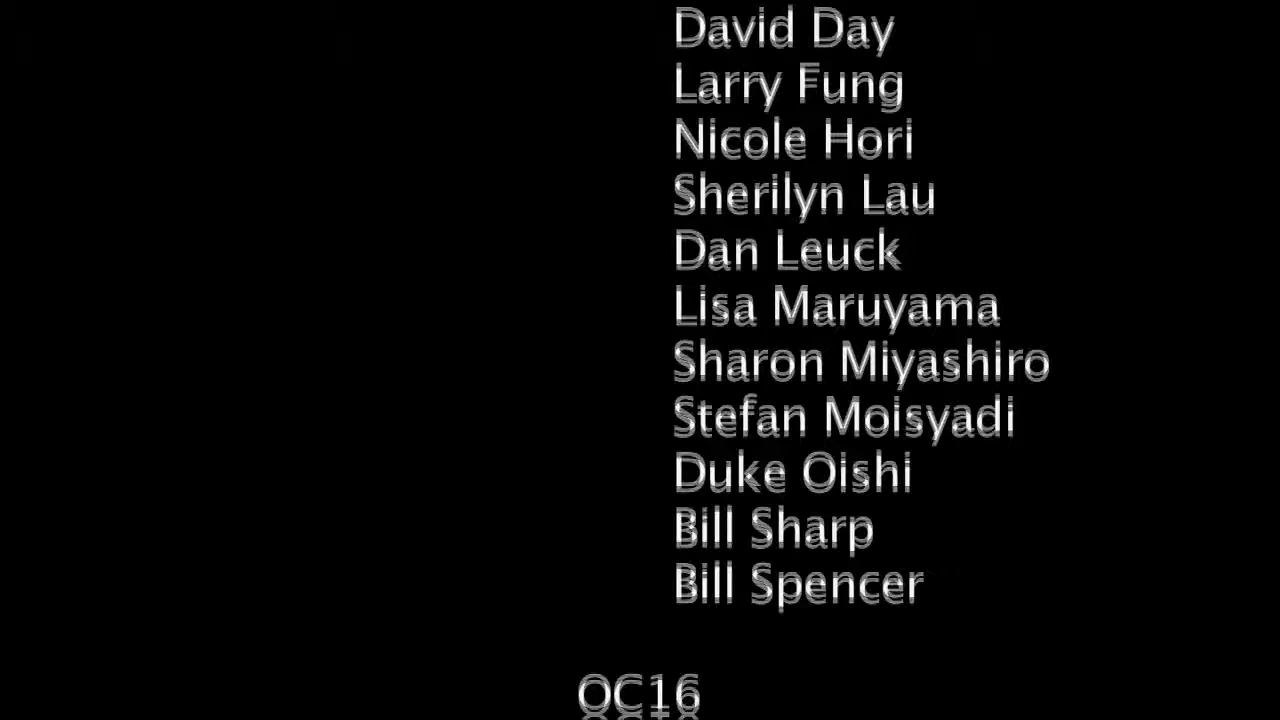 David Day
Larry Fung
Nicole Hori
Sherilyn Lau
Dan Leuck
Lisa Maruyama
Sharon Miyashiro
Stefan Moisyadi
Duke Oishi
Bill Sharp
Bill Spencer
OC16